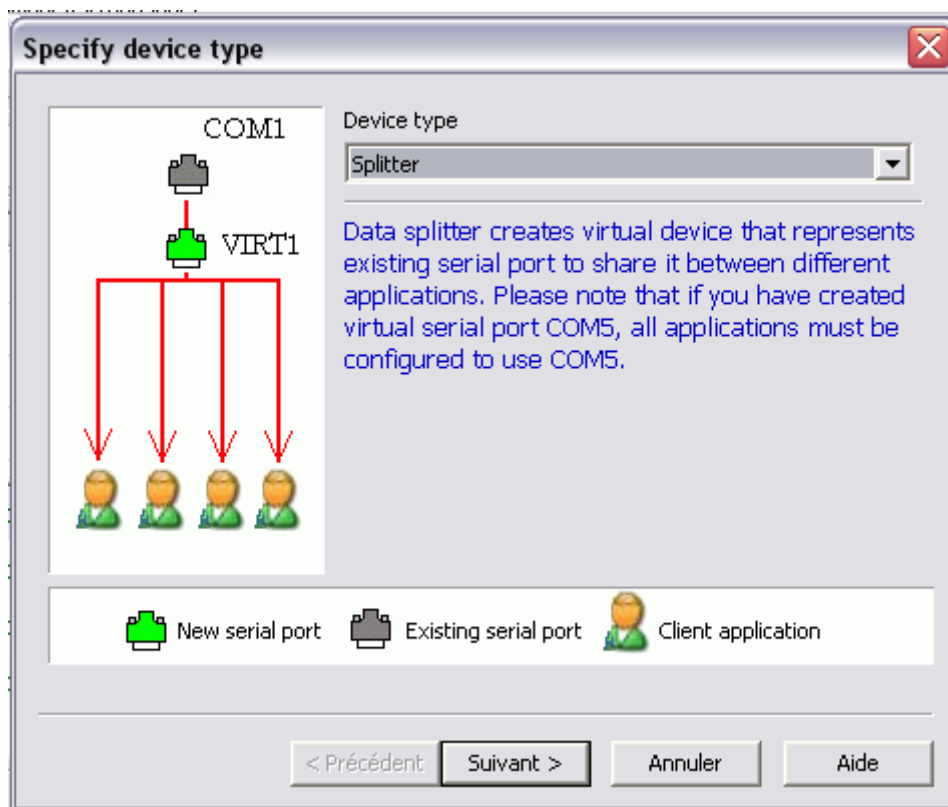 Specify device type
COM1
VIRT1
Device type
Splitter
Data splitter creates virtual device that represents
existing serial port to share it between different
applications. Please note that if you have created
virtual serial port COM5, all applications must be
configured to use COM5.
New serial port
Existing serial port
Client application
< Précédent
Suivant >
Annuler
Aide